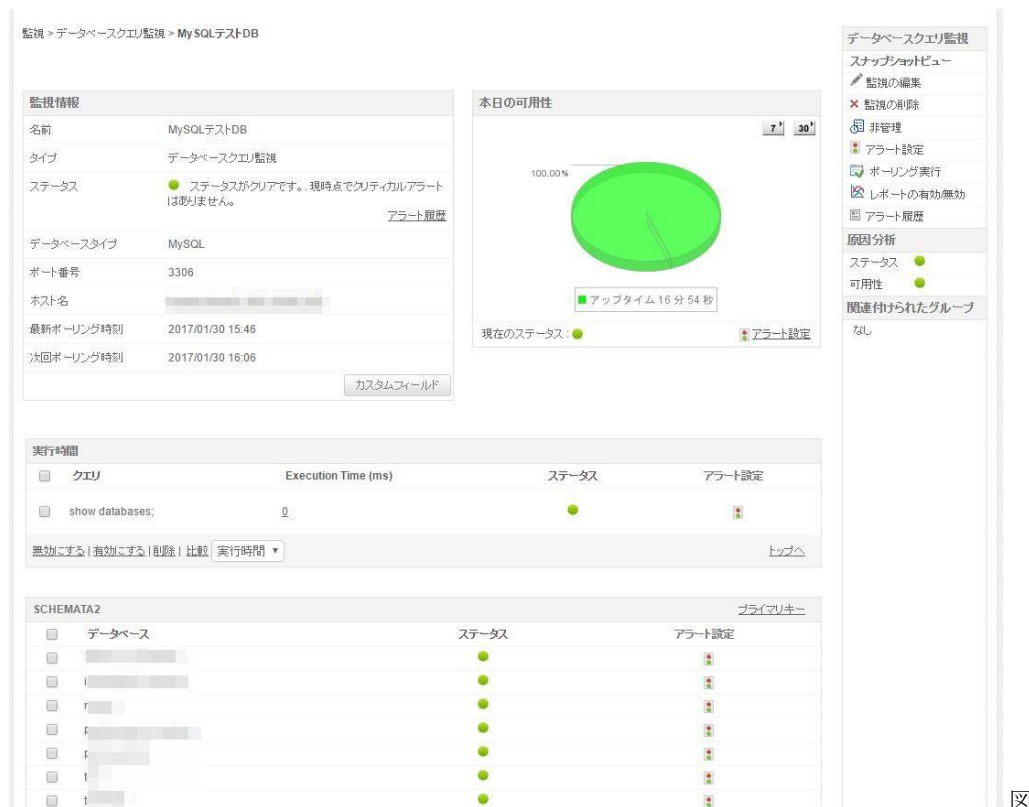 監視 > データベースクエリ監視 > MySQLテストDB
監視情報
名前 MySQLテストDB
タイプ データベースクエリ監視
ステータス ステータスがクリアです。. 現時点でクリティカルアラート
はありません。
アラート履歴
データベースタイプ MySQL
ポート番号 3306
ホスト名
最新ポーリング時刻 2017/01/30 15:46
次回ポーリング時刻 2017/01/30 16:06
カスタムフィールド
本日の可用性
7 30
100.00%
アップタイム 16 分 54 秒
現在のステータス : アラート設定
実行時間
クエリ Execution Time (ms) ステータス アラート設定
show databases; 0
無効にする | 有効にする | 削除 | 比較 実行時間 ▼ トップへ
SCHEMATA2 プライマリキー
データベース ステータス アラート設定
データベースクエリ監視
スナップショットビュー
監視の編集
監視の削除
非管理
アラート設定
ポーリング実行
レポートの有効/無効
アラート履歴
原因分析
ステータス
可用性
関連付けられたグループ
なし
図